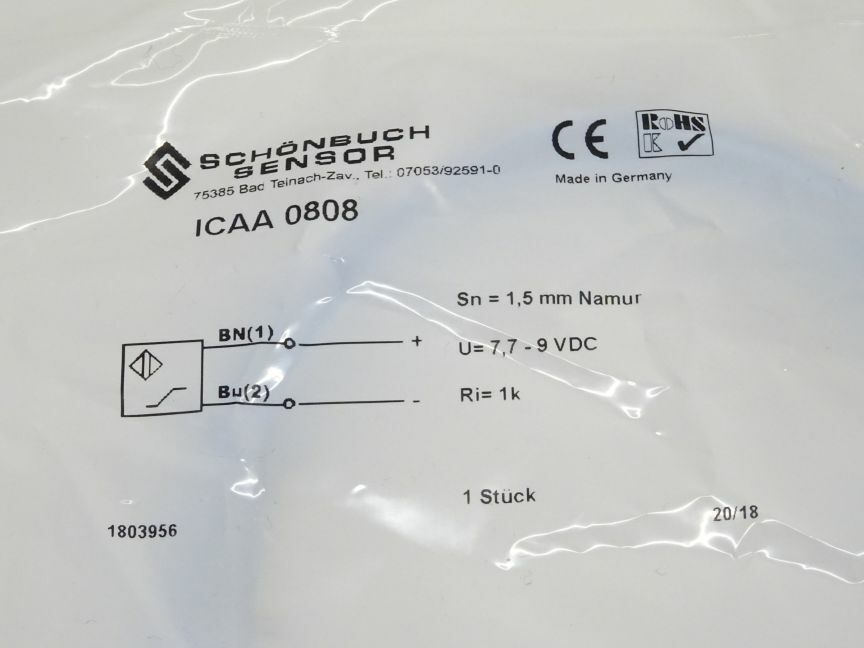 SCHÖNBUCH
SENSOR
75385 Bad Teinach-Zav., Tel.: 07053/92591-0
ICAA 0808
CE
RoHS
Made in Germany
Sn = 1,5 mm Namur
BN(1) +
U= 7,7 - 9 VDC
Bu(2) -
Ri= 1k
1 Stück
20/18
1803956